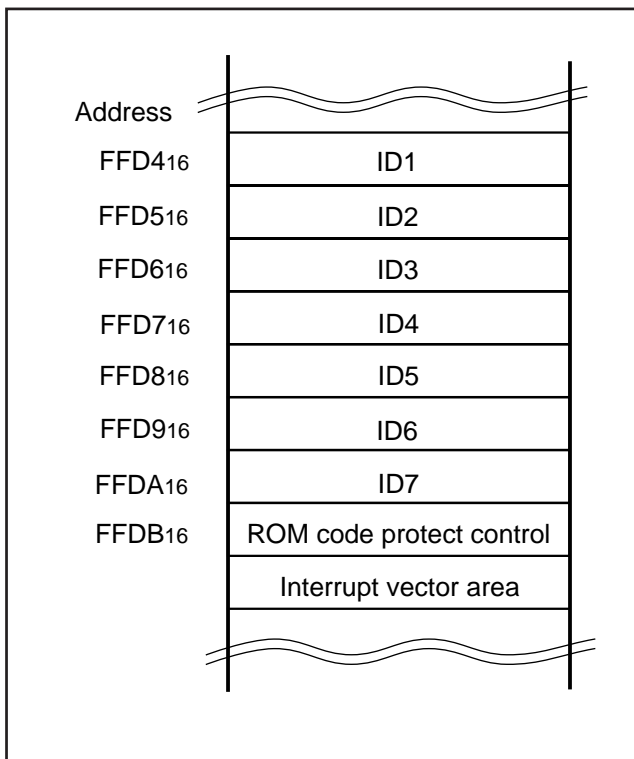 Address
FFD416 ID1
FFD516 ID2
FFD616 ID3
FFD716 ID4
FFD816 ID5
FFD916 ID6
FFDA16 ID7
FFDB16 ROM code protect control
Interrupt vector area